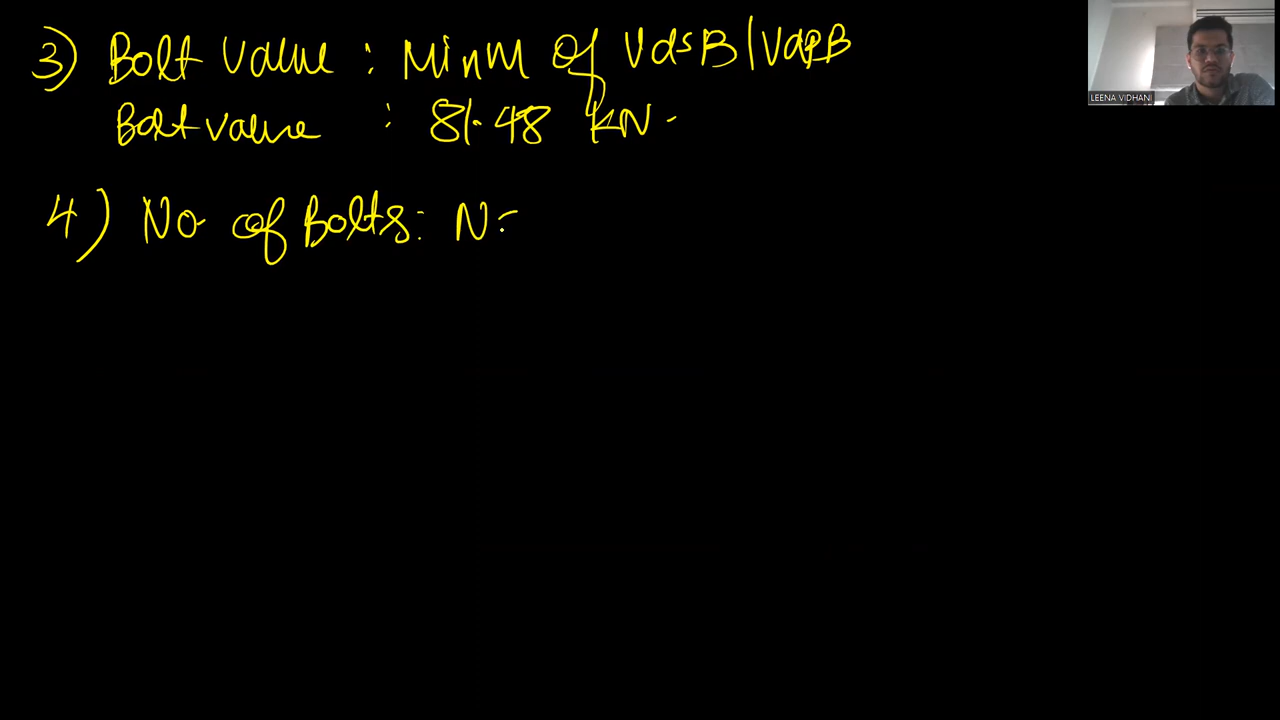 3) Bolt value : Minm Of VdsB/VdpB
Bolt value : 81.48 KN.
4) No of Bolts: N=
LEENA VIDHANI